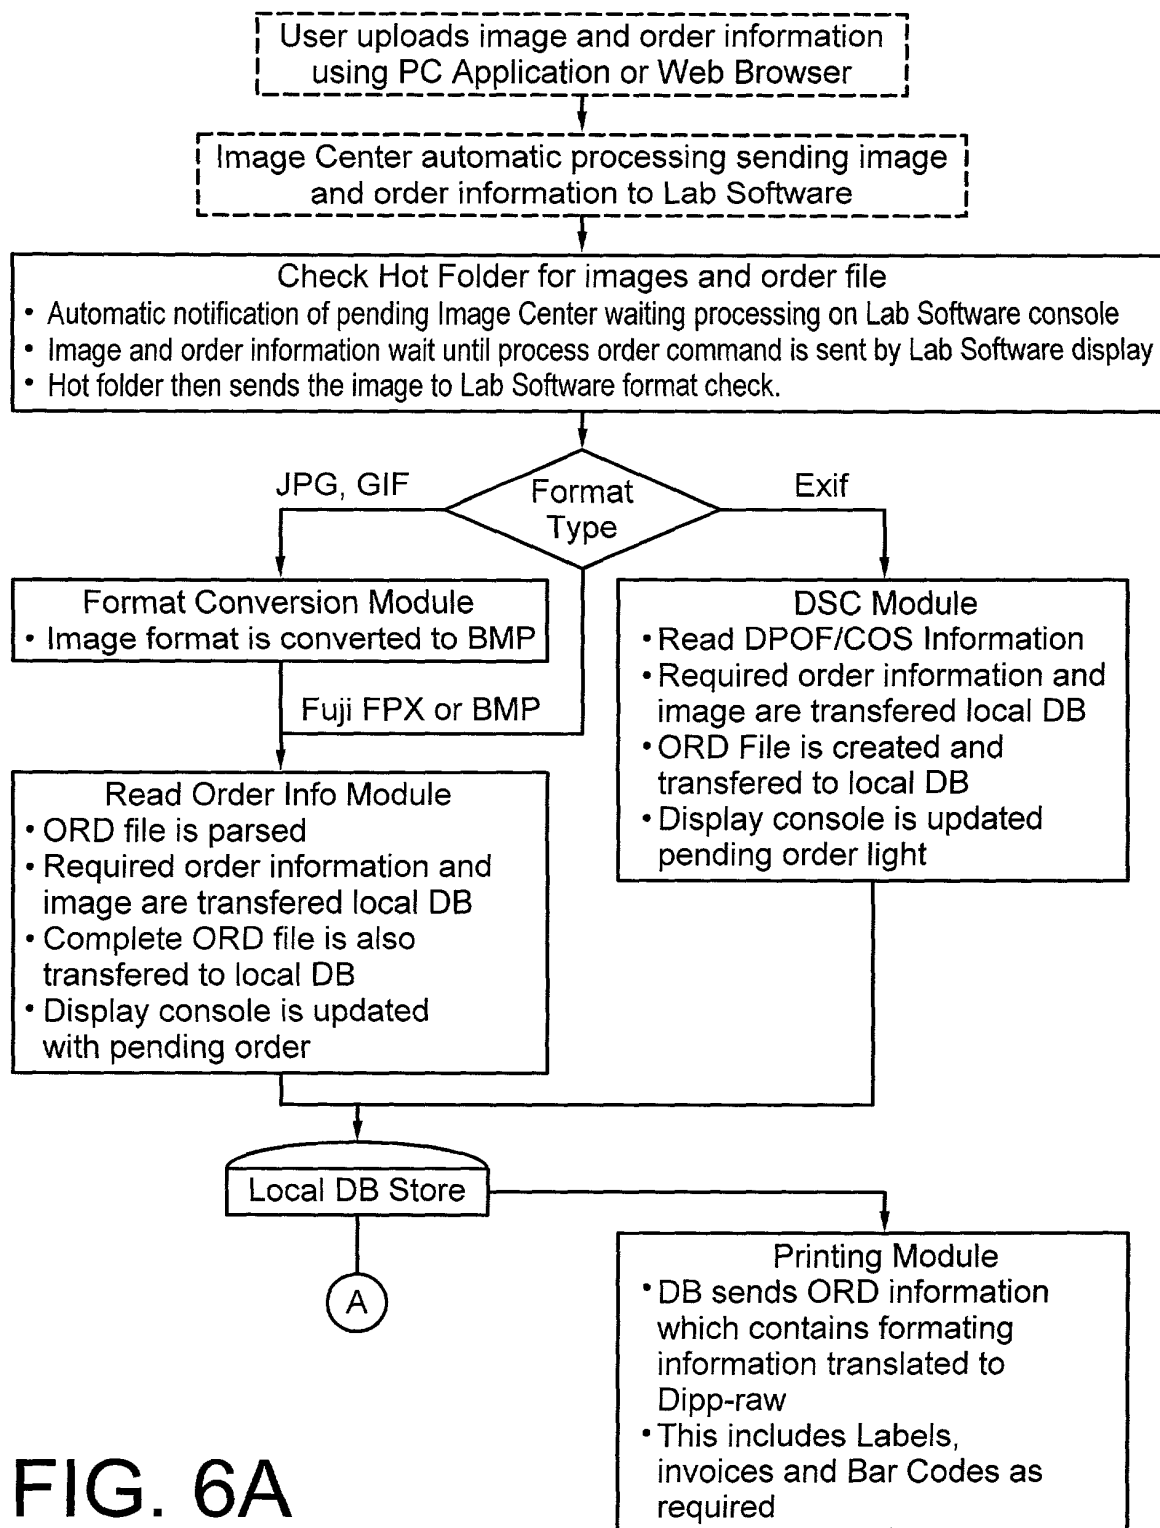 User uploads image and order information
using PC Application or Web Browser
Image Center automatic processing sending image
and order information to Lab Software
Check Hot Folder for images and order file
• Automatic notification of pending Image Center waiting processing on Lab Software console
• Image and order information wait until process order command is sent by Lab Software display
• Hot folder then sends the image to Lab Software format check.
JPG, GIF
Format
Type
Exif
Format Conversion Module
• Image format is converted to BMP
Fuji FPX or BMP
DSC Module
• Read DPOF/COS Information
• Required order information and
image are transfered local DB
• ORD File is created and
transfered to local DB
• Display console is updated
pending order light
Read Order Info Module
• ORD file is parsed
• Required order information and
image are transfered local DB
• Complete ORD file is also
transfered to local DB
• Display console is updated
with pending order
Local DB Store
A
Printing Module
• DB sends ORD information
which contains formating
information translated to
Dipp-raw
• This includes Labels,
invoices and Bar Codes as
required
FIG. 6A